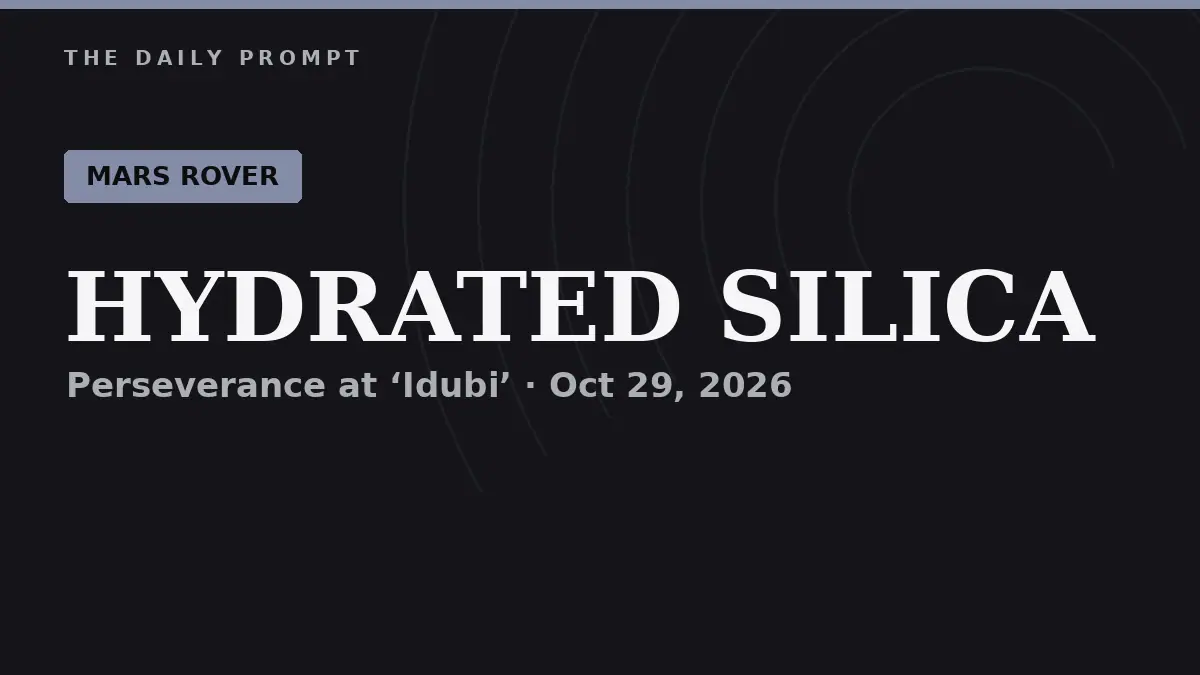 THE DAILY PROMPT
MARS ROVER
HYDRATED SILICA
Perseverance at ‘Idubi’ · Oct 29, 2026